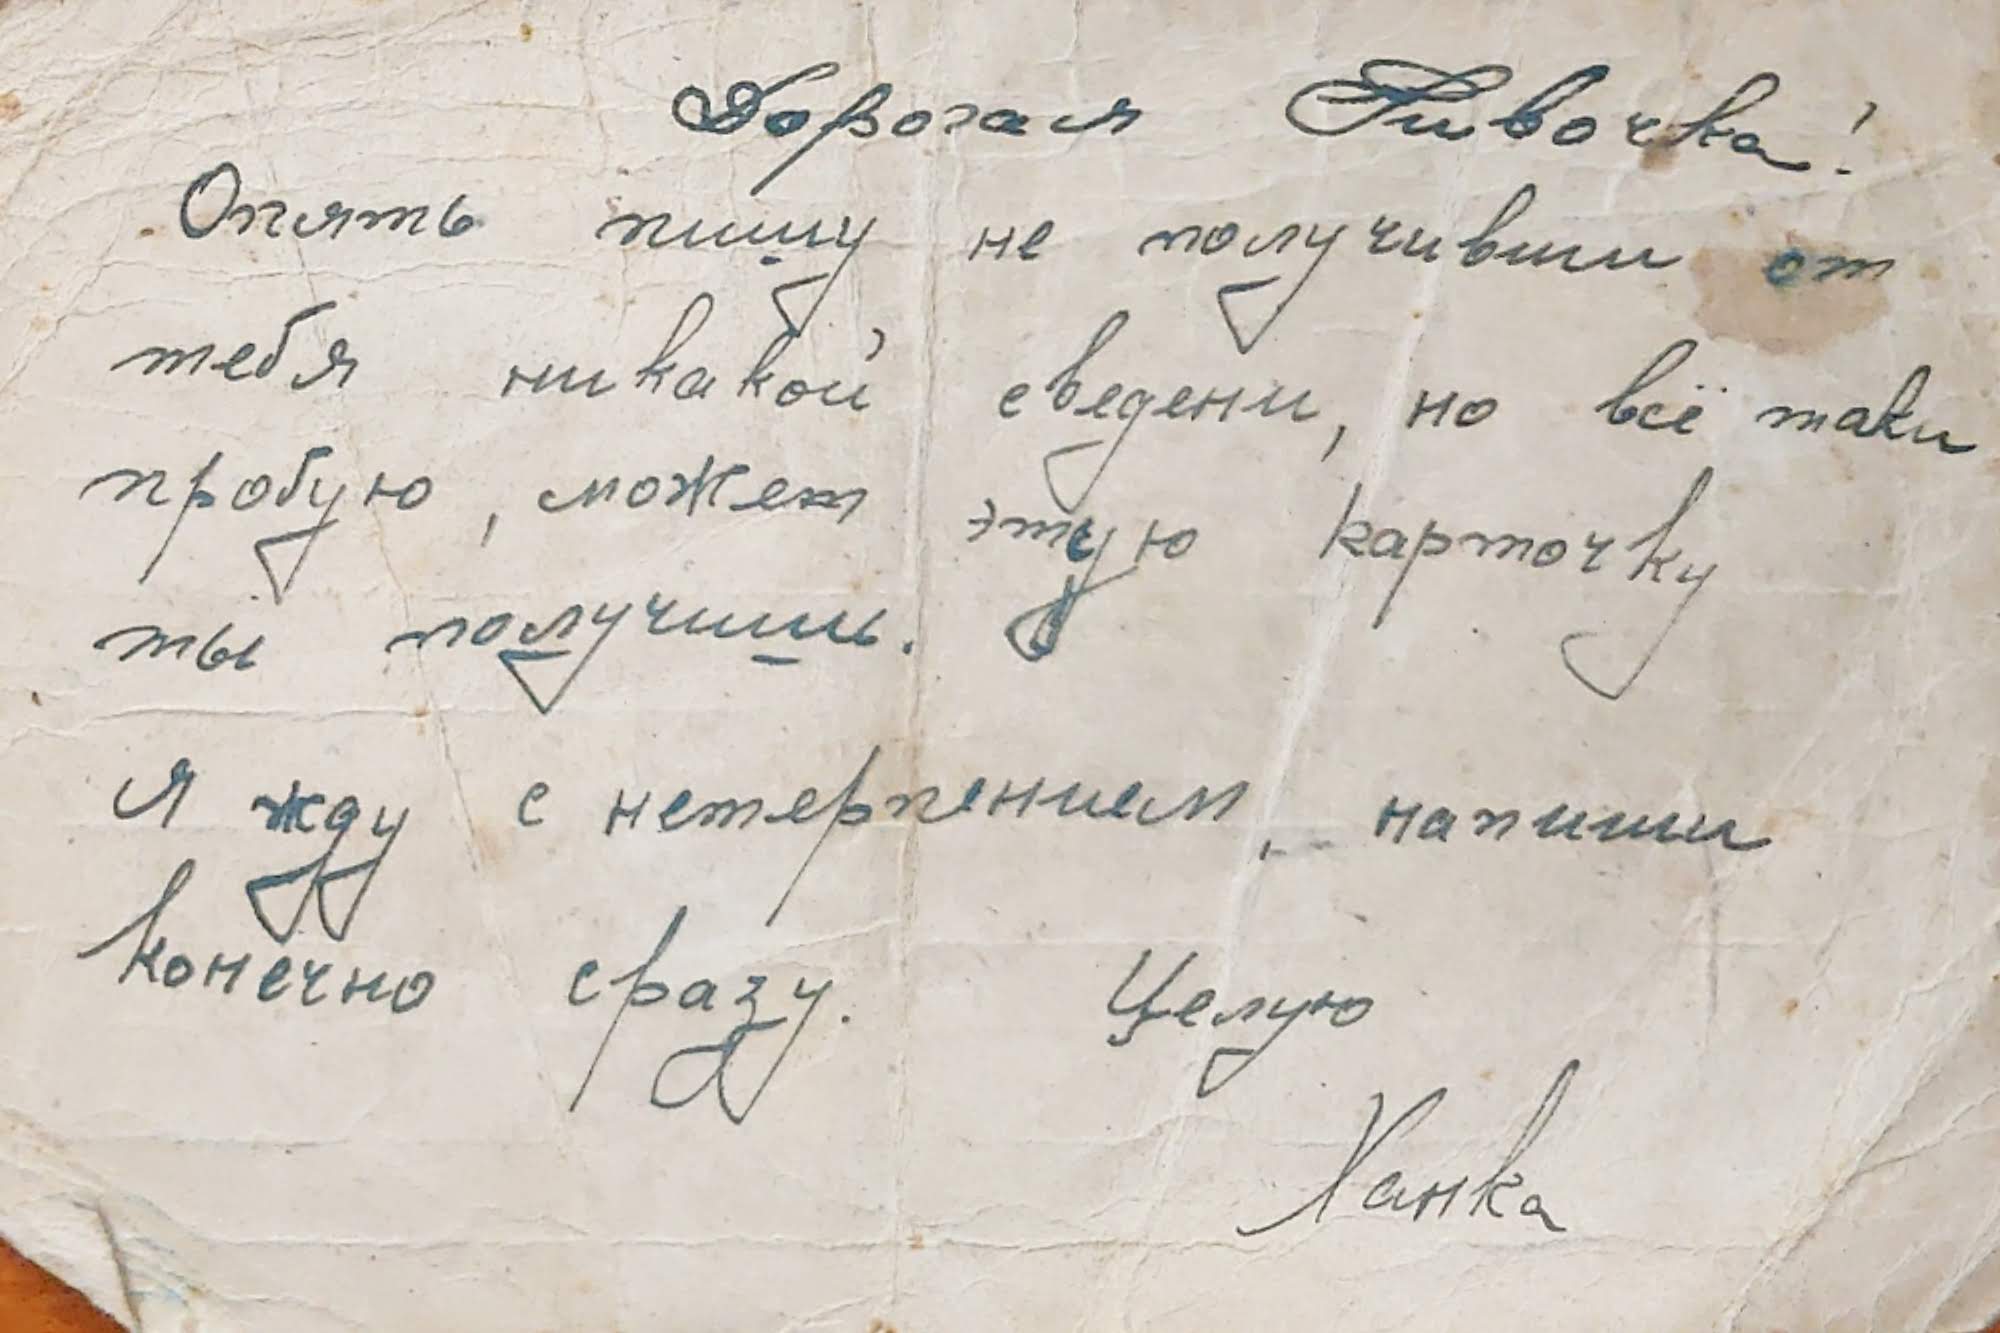 Дорогая Ривочка!
Опять пишу не получивши от
тебя никакой сведени, но всё таки
пробую, может этую карточку
ты получишь.
Я жду с нетерпением, напиши
конечно сразу. Целую
Ханка